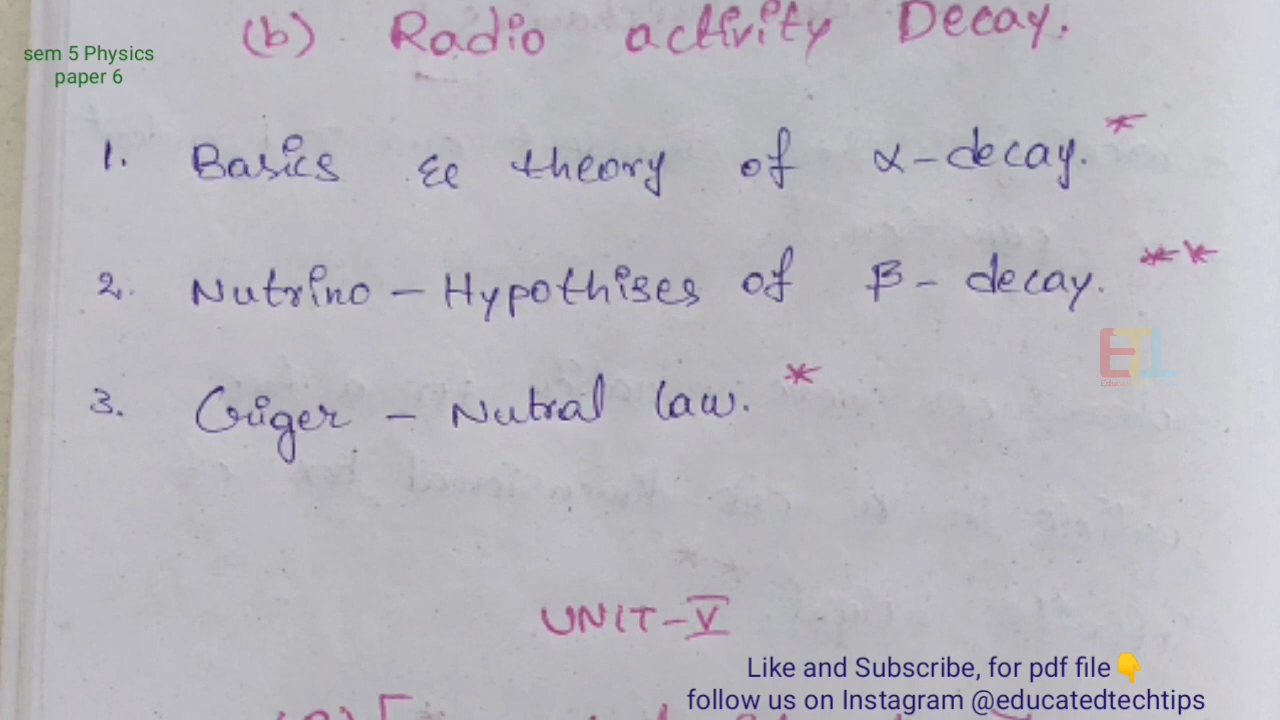 (b) Radio activity Decay.
sem 5 Physics
paper 6
1. Basics & theory of α-decay. *
2. Nutrino - Hypothises of β- decay. **
ETL
3. Griger - Nutral law. *
UNIT-V
Like and Subscribe, for pdf file👇
follow us on Instagram @educatedtechtips